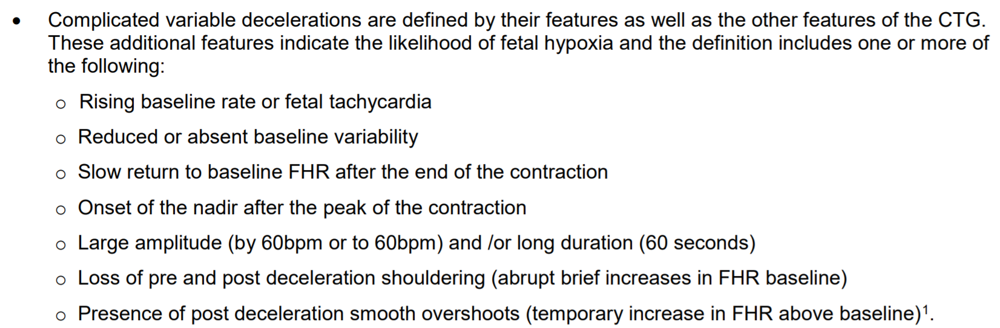 • Complicated variable decelerations are defined by their features as well as the other features of the CTG.
These additional features indicate the likelihood of fetal hypoxia and the definition includes one or more of
the following:
o Rising baseline rate or fetal tachycardia
o Reduced or absent baseline variability
o Slow return to baseline FHR after the end of the contraction
o Onset of the nadir after the peak of the contraction
o Large amplitude (by 60bpm or to 60bpm) and /or long duration (60 seconds)
o Loss of pre and post deceleration shouldering (abrupt brief increases in FHR baseline)
o Presence of post deceleration smooth overshoots (temporary increase in FHR above baseline)¹.